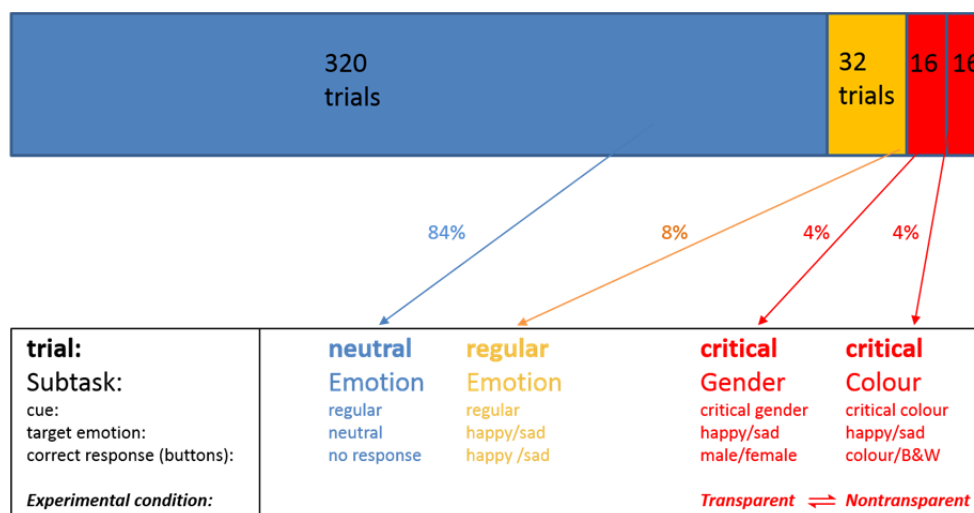 320
trials
32
trials
16
16
84%
8%
4%
4%
trial: neutral regular critical critical
Subtask: Emotion Emotion Gender Colour
cue: regular regular critical gender critical colour
target emotion: neutral happy/sad happy/sad happy/sad
correct response (buttons): no response happy /sad male/female colour/B&W
Experimental condition: Transparent ⇌ Nontransparent